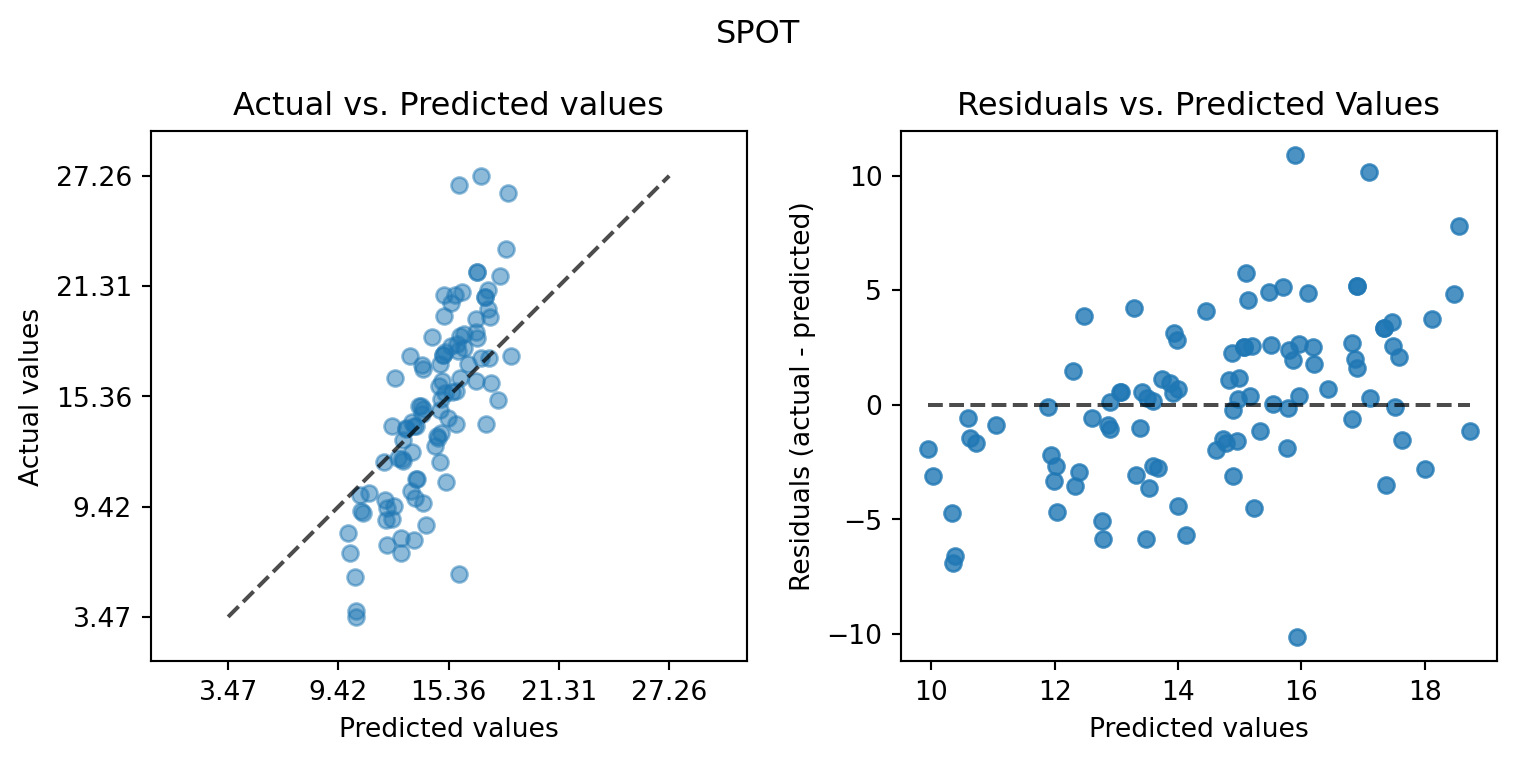 SPOT
Actual vs. Predicted values
Actual values
27.26
21.31
15.36
9.42
3.47
3.47 9.42 15.36 21.31 27.26
Predicted values
Residuals vs. Predicted Values
Residuals (actual - predicted)
10
5
0
−5
−10
10 12 14 16 18
Predicted values